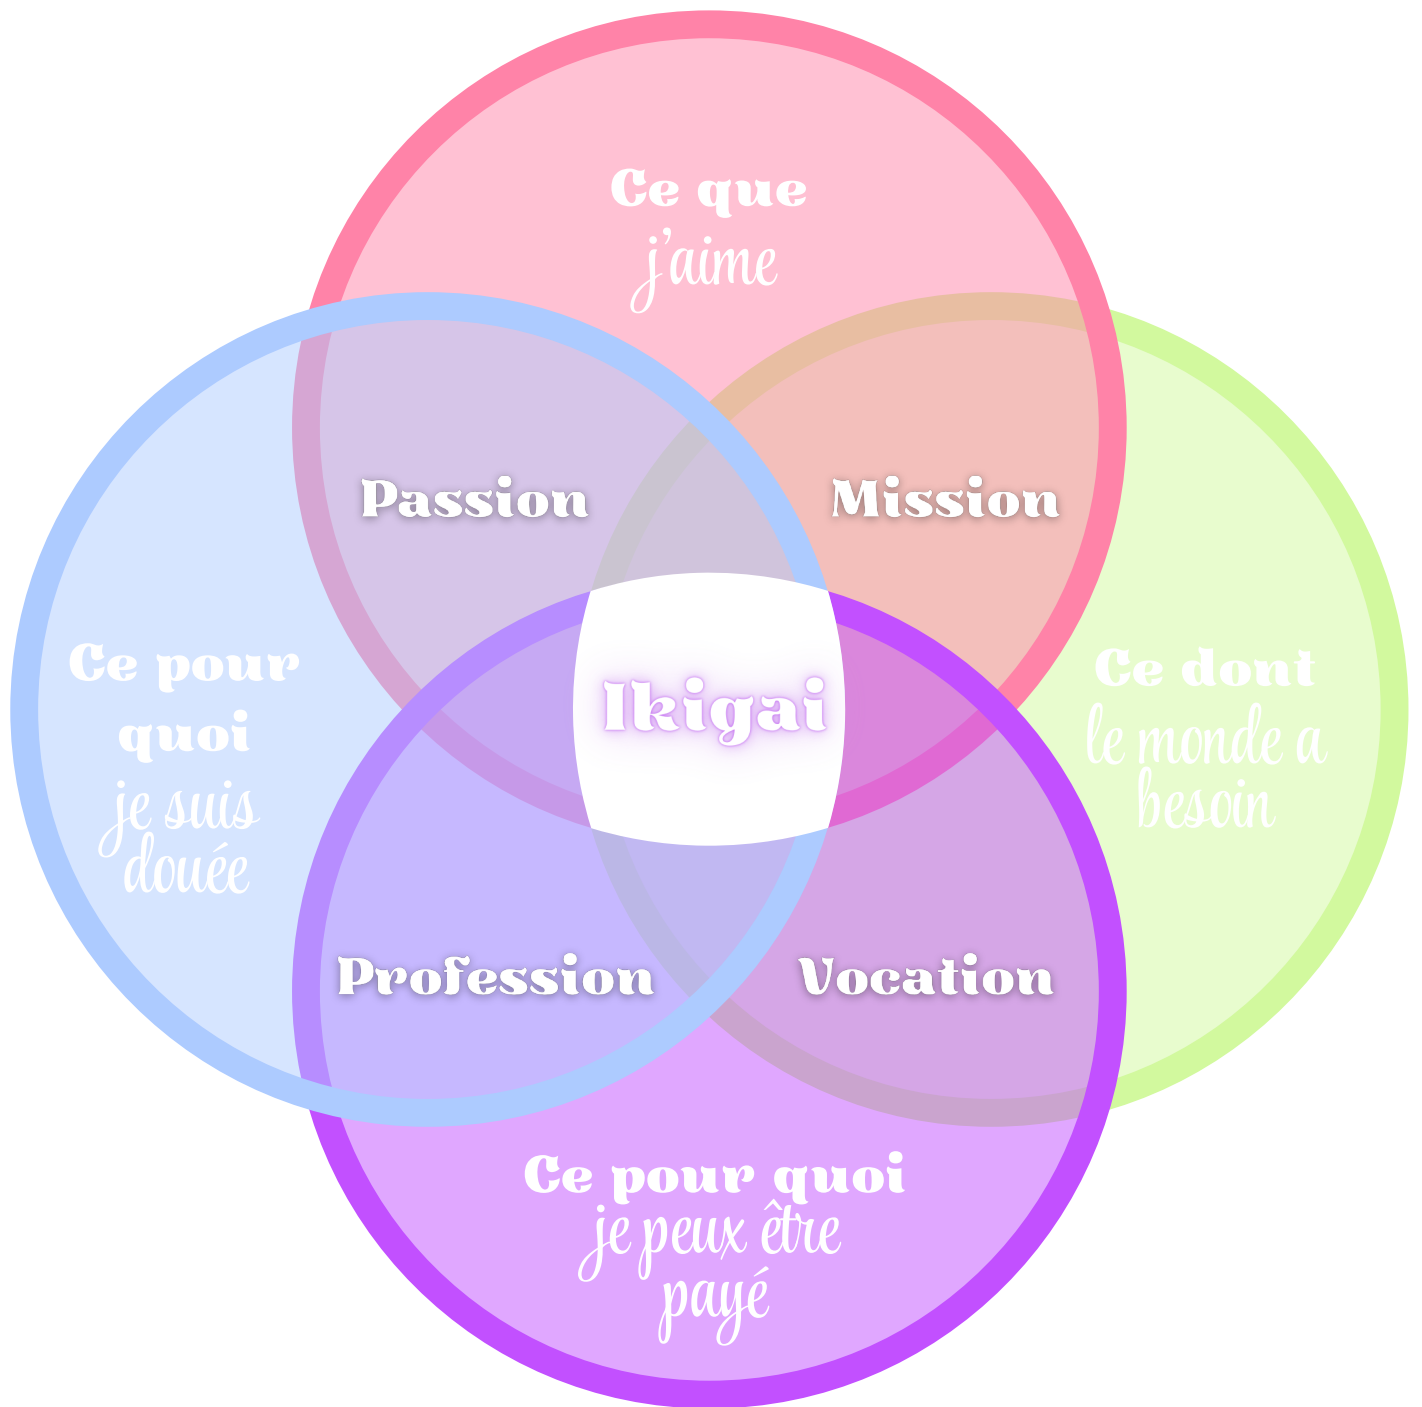 Ce que
j'aime
Passion
Mission
Ce pour
quoi
je suis
douée
Ikigai
Ce dont
le monde a
besoin
Profession
Vocation
Ce pour quoi
je peux être
payé